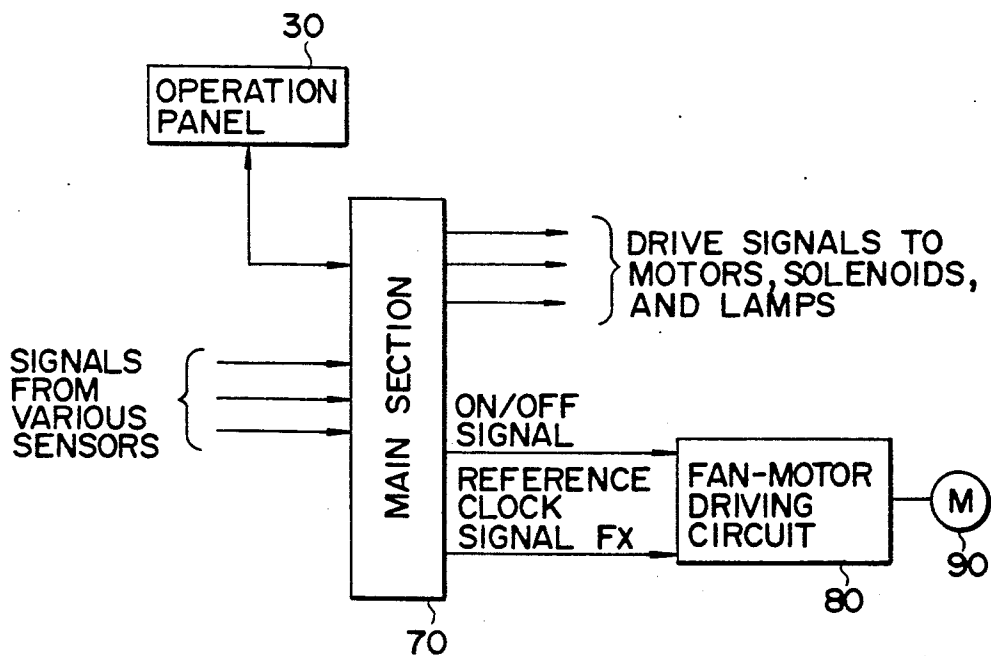 30
OPERATION
PANEL
DRIVE SIGNALS TO
MOTORS, SOLENOIDS,
AND LAMPS
MAIN SECTION
SIGNALS
FROM
VARIOUS
SENSORS
ON/OFF
SIGNAL
REFERENCE
CLOCK
SIGNAL FX
FAN-MOTOR
DRIVING
CIRCUIT
M
90
80
70